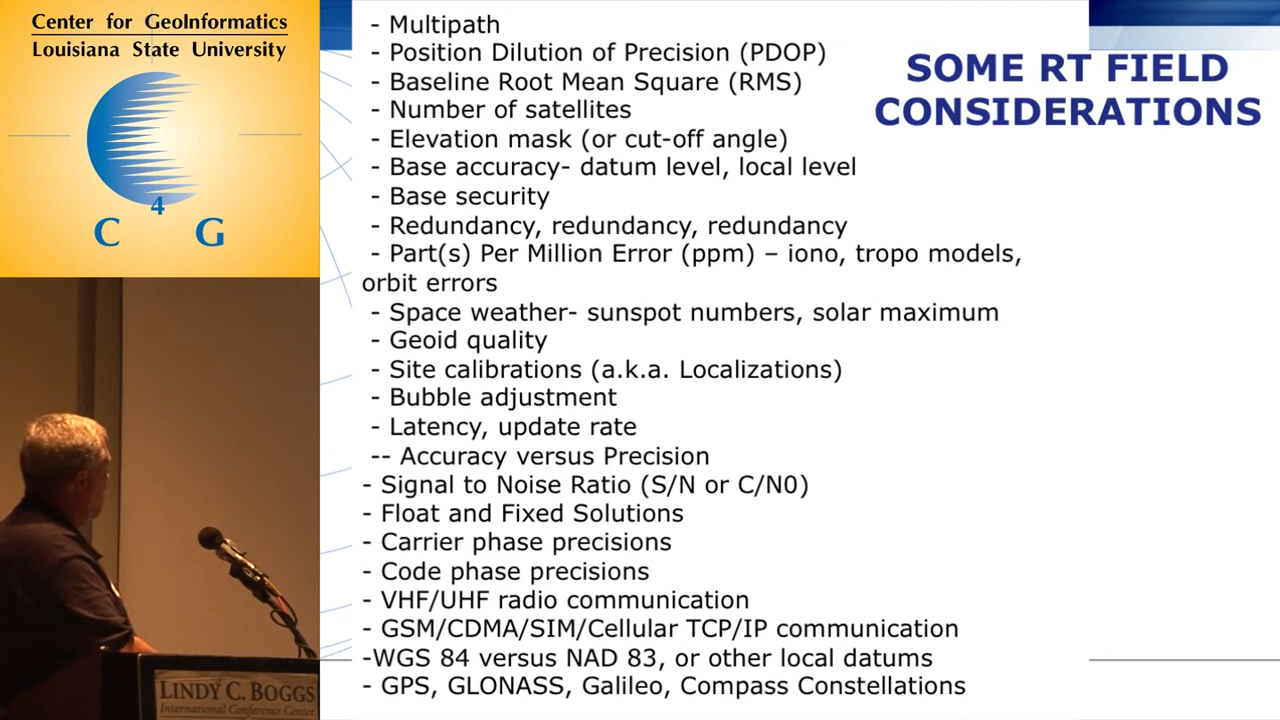 Center for GeoInformatics
Louisiana State University
C 4 G
SOME RT FIELD
CONSIDERATIONS
- Multipath
- Position Dilution of Precision (PDOP)
- Baseline Root Mean Square (RMS)
- Number of satellites
- Elevation mask (or cut-off angle)
- Base accuracy- datum level, local level
- Base security
- Redundancy, redundancy, redundancy
- Part(s) Per Million Error (ppm) – iono, tropo models,
orbit errors
- Space weather- sunspot numbers, solar maximum
- Geoid quality
- Site calibrations (a.k.a. Localizations)
- Bubble adjustment
- Latency, update rate
-- Accuracy versus Precision
- Signal to Noise Ratio (S/N or C/N0)
- Float and Fixed Solutions
- Carrier phase precisions
- Code phase precisions
- VHF/UHF radio communication
- GSM/CDMA/SIM/Cellular TCP/IP communication
-WGS 84 versus NAD 83, or other local datums
- GPS, GLONASS, Galileo, Compass Constellations
LINDY C. BOGGS
International Conference Center